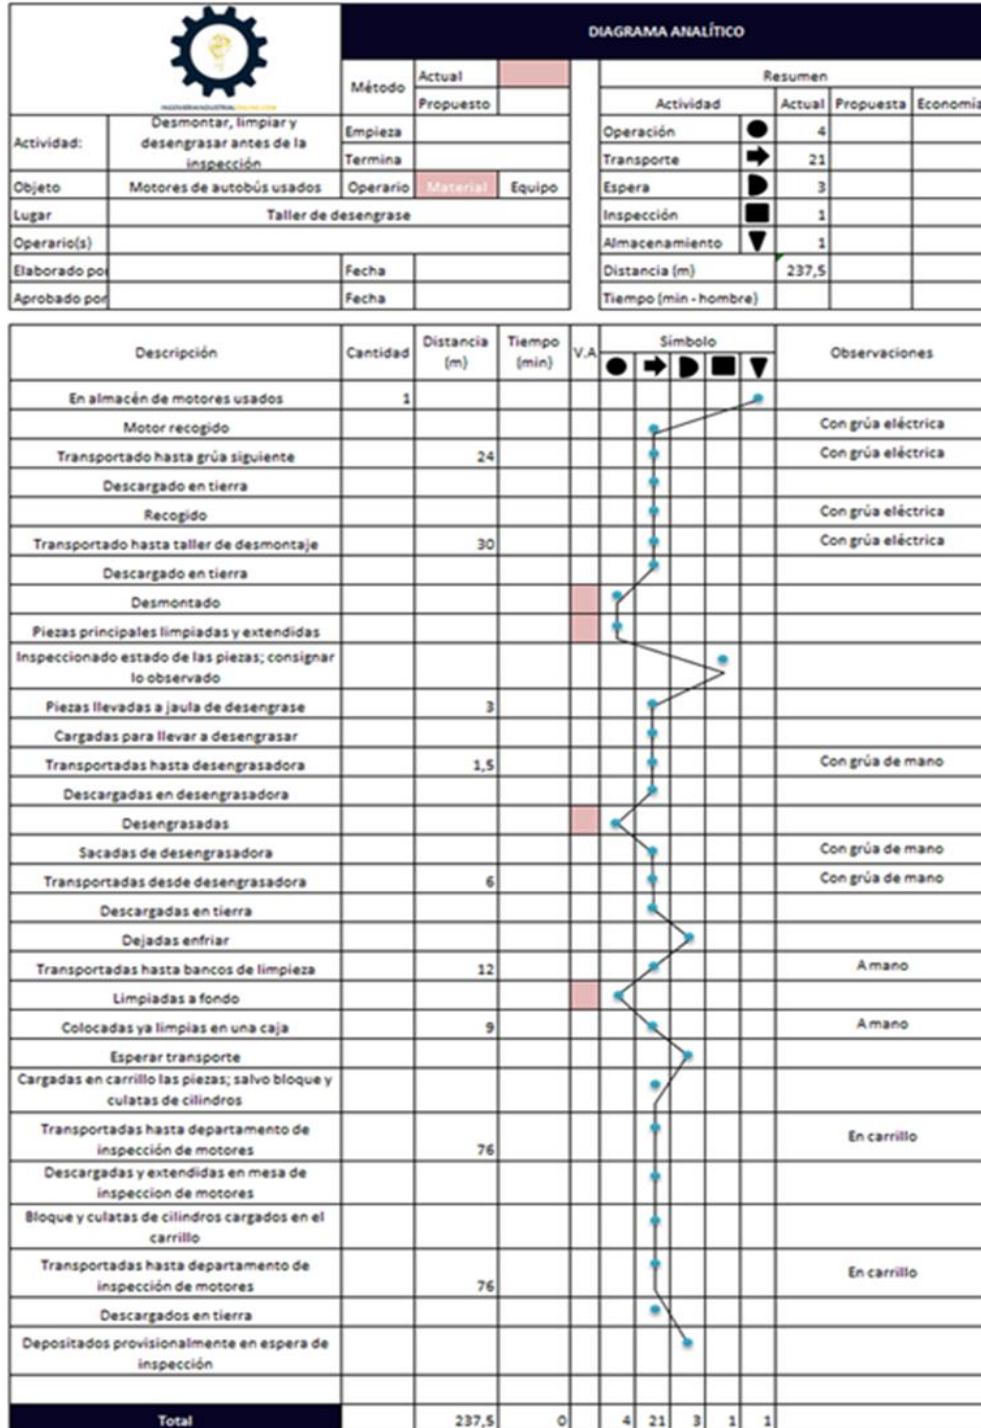 DIAGRAMA ANALÍTICO
INGENIERIAINDUSTRIALONLINE.COM
Método Actual
Propuesto
Resumen
Actividad Actual Propuesta Economía
Actividad: Desmontar, limpiar y
desengrasar antes de la
inspección
Empieza
Termina
Operación 4
Transporte 21
Objeto Motores de autobús usados Operario Material Equipo Espera 3
Lugar Taller de desengrase Inspección 1
Operario(s) Almacenamiento 1
Elaborado por Fecha Distancia (m) 237,5
Aprobado por Fecha Tiempo (min - hombre)
Descripción Cantidad Distancia
(m) Tiempo
(min) V.A Símbolo Observaciones
En almacén de motores usados 1
Motor recogido Con grúa eléctrica
Transportado hasta grúa siguiente 24 Con grúa eléctrica
Descargado en tierra
Recogido Con grúa eléctrica
Transportado hasta taller de desmontaje 30 Con grúa eléctrica
Descargado en tierra
Desmontado
Piezas principales limpiadas y extendidas
Inspeccionado estado de las piezas; consignar
lo observado
Piezas llevadas a jaula de desengrase 3
Cargadas para llevar a desengrasar
Transportadas hasta desengrasadora 1,5 Con grúa de mano
Descargadas en desengrasadora
Desengrasadas
Sacadas de desengrasadora Con grúa de mano
Transportadas desde desengrasadora 6 Con grúa de mano
Descargadas en tierra
Dejadas enfriar
Transportadas hasta bancos de limpieza 12 A mano
Limpiadas a fondo
Colocadas ya limpias en una caja 9 A mano
Esperar transporte
Cargadas en carrillo las piezas; salvo bloque y
culatas de cilindros
Transportadas hasta departamento de
inspección de motores 76 En carrillo
Descargadas y extendidas en mesa de
inspeccion de motores
Bloque y culatas de cilindros cargados en el
carrillo
Transportadas hasta departamento de
inspección de motores 76 En carrillo
Descargados en tierra
Depositados provisionalmente en espera de
inspección
Total 237,5 0 4 21 3 1 1